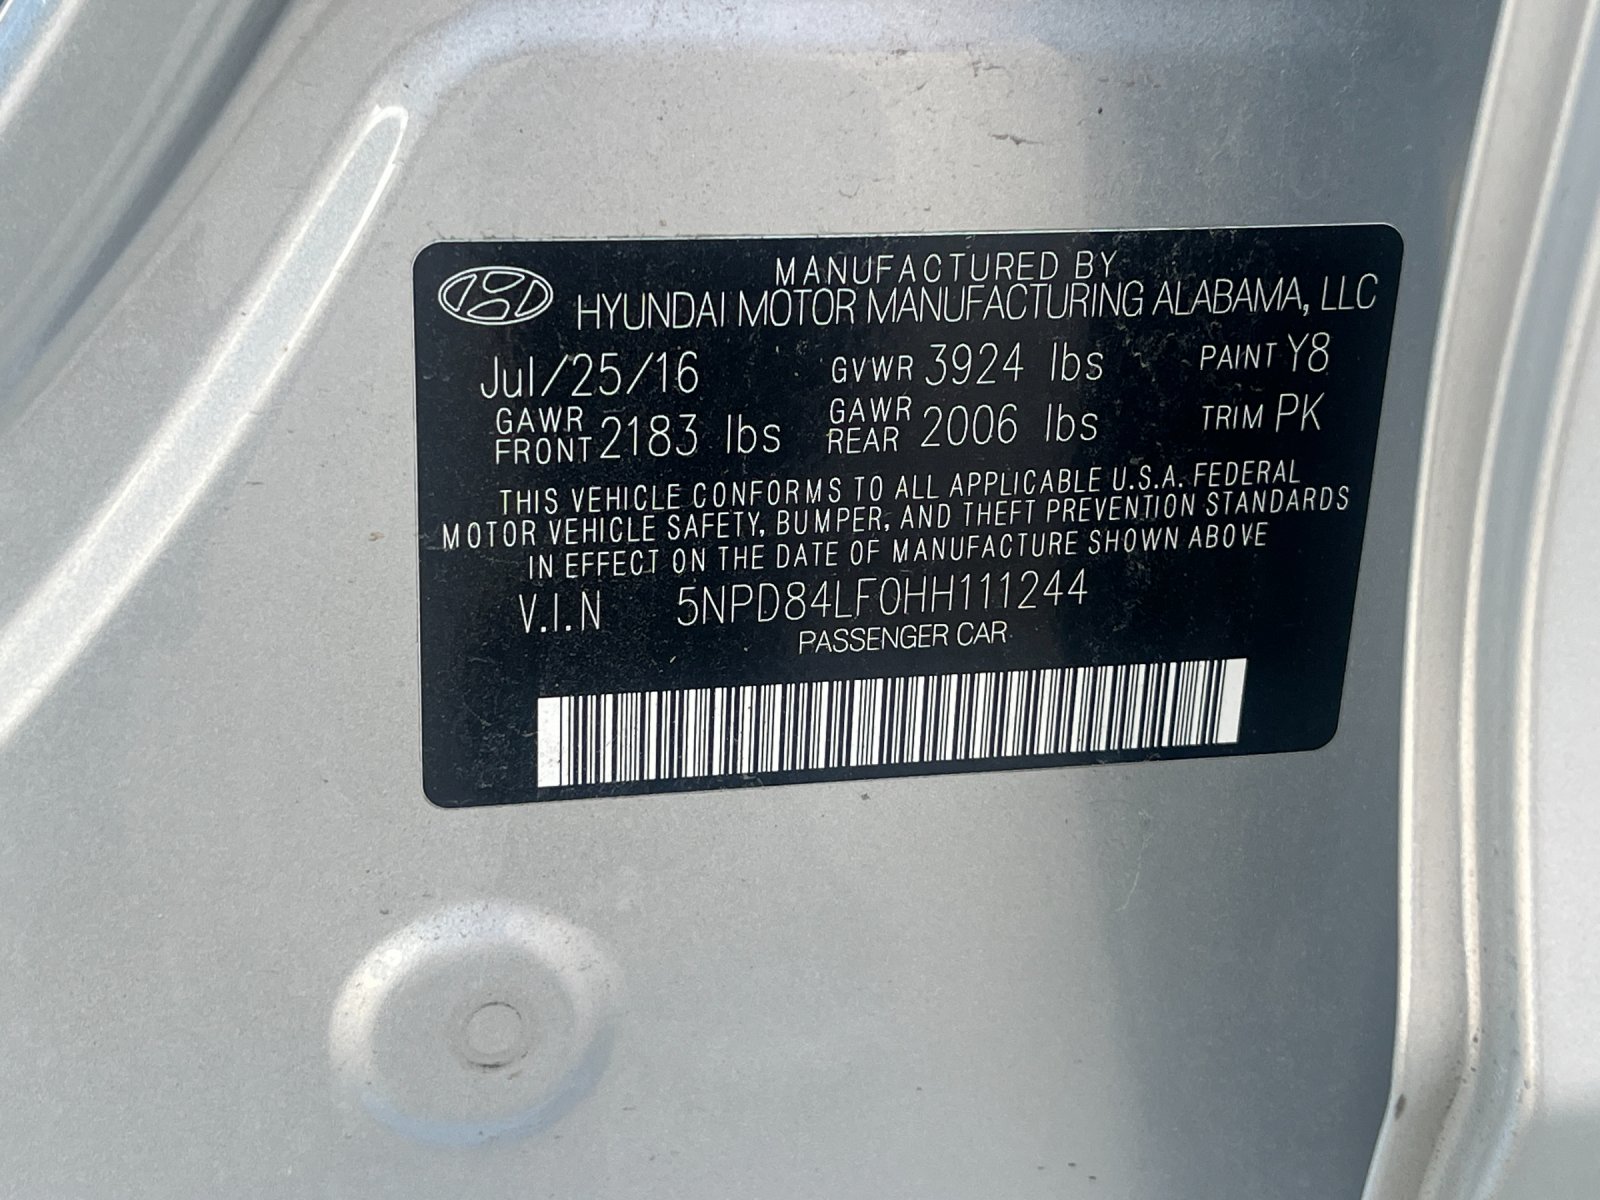 MANUFACTURED BY
HYUNDAI MOTOR MANUFACTURING ALABAMA, LLC
Jul/25/16 GVWR 3924 lbs PAINT Y8
GAWR FRONT 2183 lbs GAWR REAR 2006 lbs TRIM PK
THIS VEHICLE CONFORMS TO ALL APPLICABLE U.S.A. FEDERAL
MOTOR VEHICLE SAFETY, BUMPER, AND THEFT PREVENTION STANDARDS
IN EFFECT ON THE DATE OF MANUFACTURE SHOWN ABOVE
V.I.N 5NPD84LF0HH111244
PASSENGER CAR